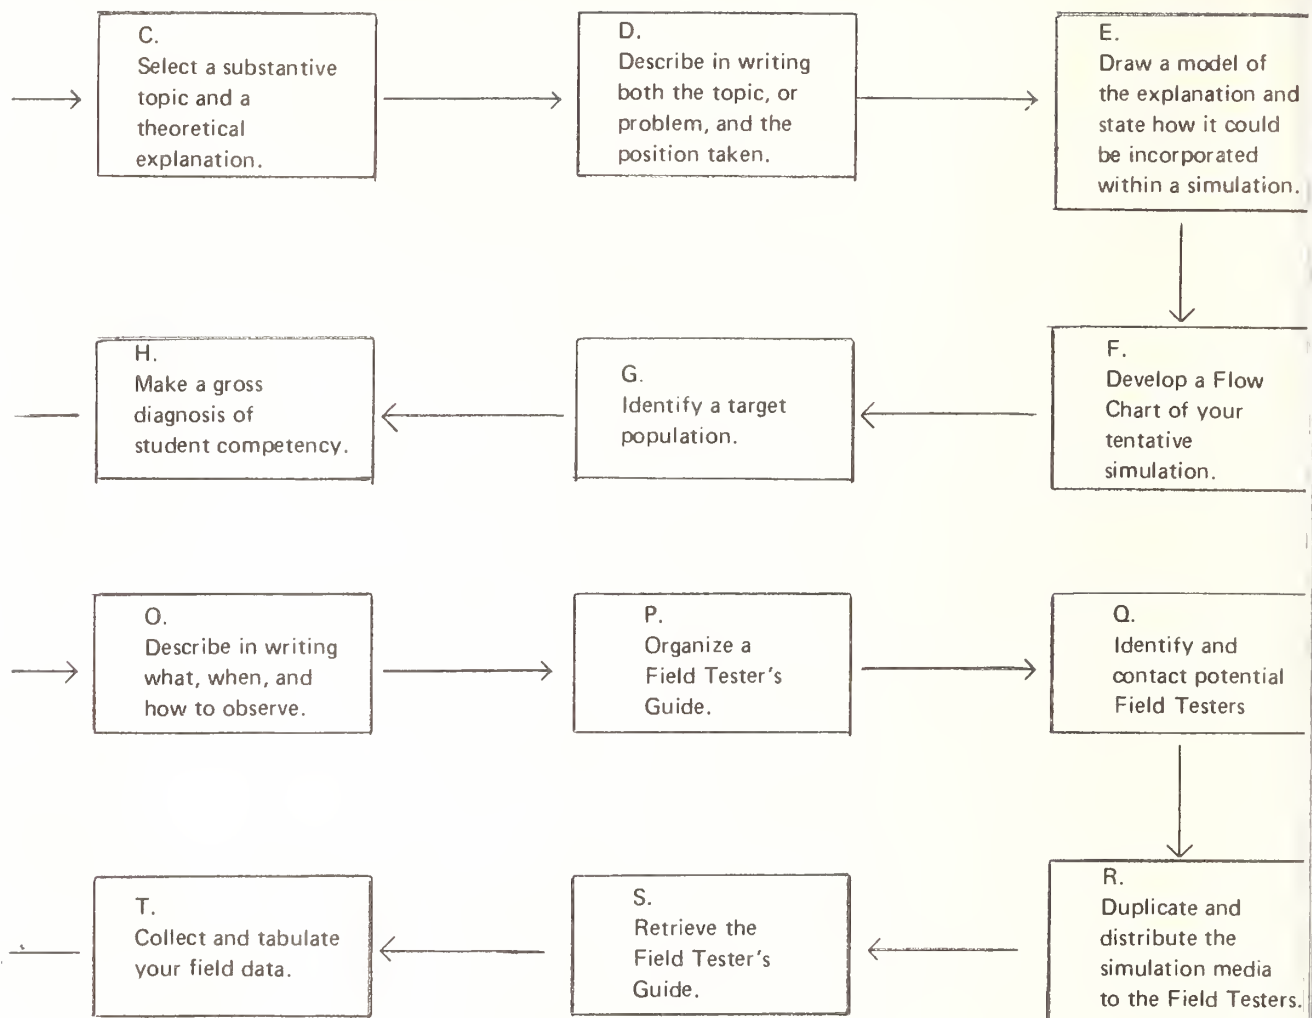 C.
Select a substantive
topic and a
theoretical
explanation.
D.
Describe in writing
both the topic, or
problem, and the
position taken.
E.
Draw a model of
the explanation and
state how it could
be incorporated
within a simulation.
F.
Develop a Flow
Chart of your
tentative
simulation.
G.
Identify a target
population.
H.
Make a gross
diagnosis of
student competency.
O.
Describe in writing
what, when, and
how to observe.
P.
Organize a
Field Tester's
Guide.
Q.
Identify and
contact potential
Field Testers
R.
Duplicate and
distribute the
simulation media
to the Field Testers.
S.
Retrieve the
Field Tester's
Guide.
T.
Collect and tabulate
your field data.